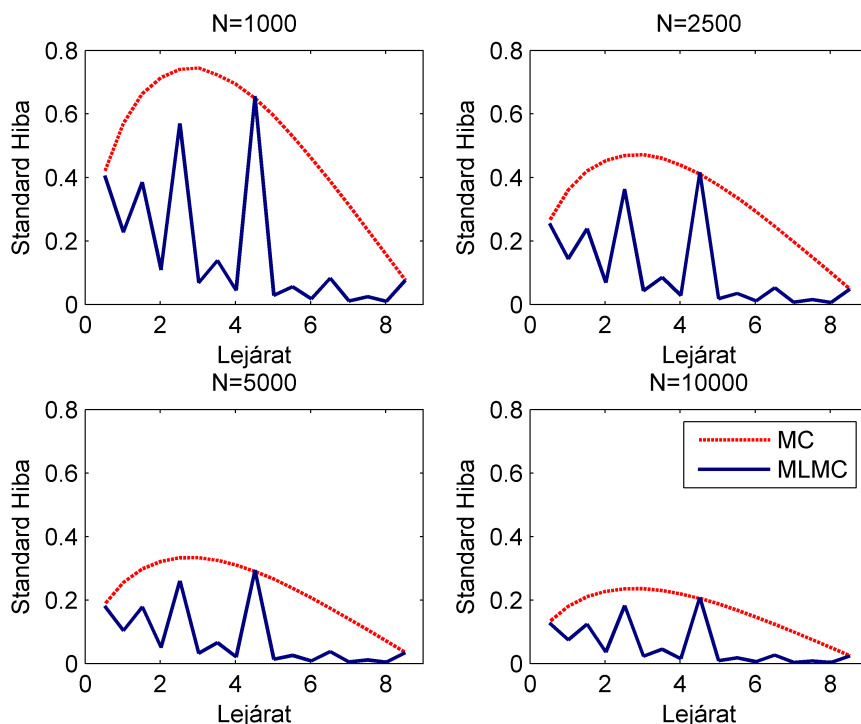 N=1000
0.8
0.6
0.4
0.2
0
0 2 4 6 8
Standard Hiba
Lejárat
N=2500
0.8
0.6
0.4
0.2
0
0 2 4 6 8
Standard Hiba
Lejárat
N=5000
0.8
0.6
0.4
0.2
0
0 2 4 6 8
Standard Hiba
Lejárat
N=10000
0.8
0.6
0.4
0.2
0
0 2 4 6 8
Standard Hiba
Lejárat
MC
MLMC